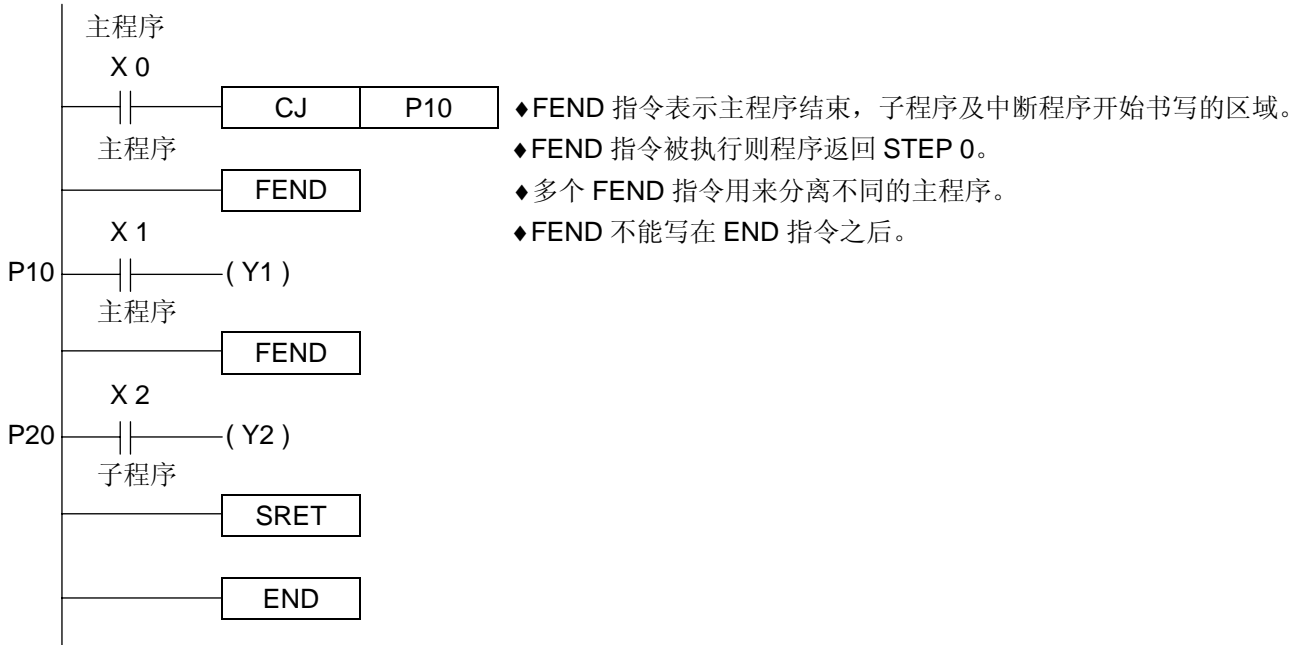 主程序
X 0
CJ P10 ♦FEND 指令表示主程序结束，子程序及中断程序开始书写的区域。
主程序 ♦FEND 指令被执行则程序返回 STEP 0。
FEND ♦多个 FEND 指令用来分离不同的主程序。
X 1 ♦FEND 不能写在 END 指令之后。
P10 ( Y1 )
主程序
FEND
X 2
P20 ( Y2 )
子程序
SRET
END